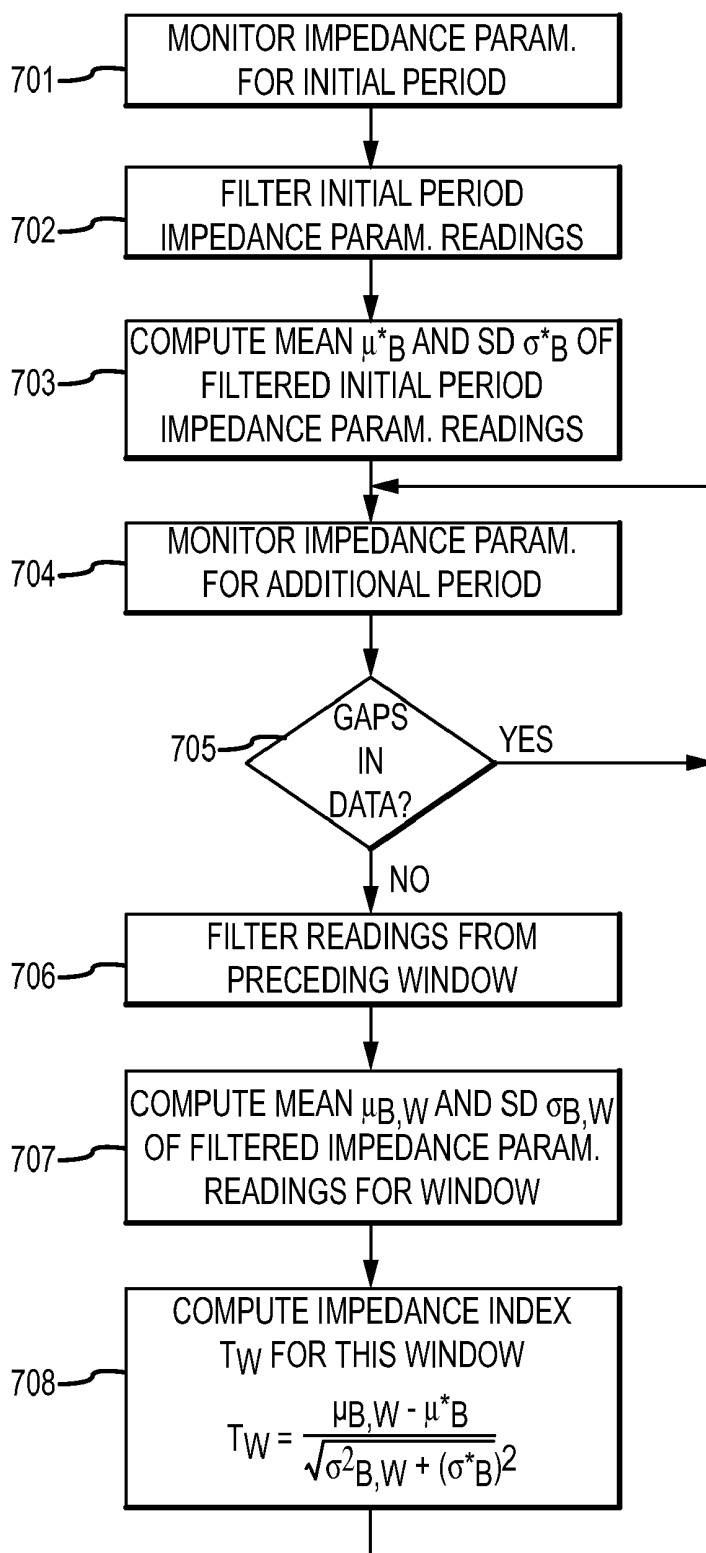 MONITOR IMPEDANCE PARAM.
701
FOR INITIAL PERIOD
FILTER INITIAL PERIOD
702
IMPEDANCE PARAM. READINGS
COMPUTE MEAN μ*B AND SD σ*B OF
703
FILTERED INITIAL PERIOD
IMPEDANCE PARAM. READINGS
MONITOR IMPEDANCE PARAM.
704
FOR ADDITIONAL PERIOD
705
GAPS
IN
DATA?
YES
NO
FILTER READINGS FROM
706
PRECEDING WINDOW
COMPUTE MEAN μB,W AND SD σB,W
707
OF FILTERED IMPEDANCE PARAM.
READINGS FOR WINDOW
COMPUTE IMPEDANCE INDEX
TW FOR THIS WINDOW
708
TW = μB,W - μ*B / √σ²B,W + (σ*B)²